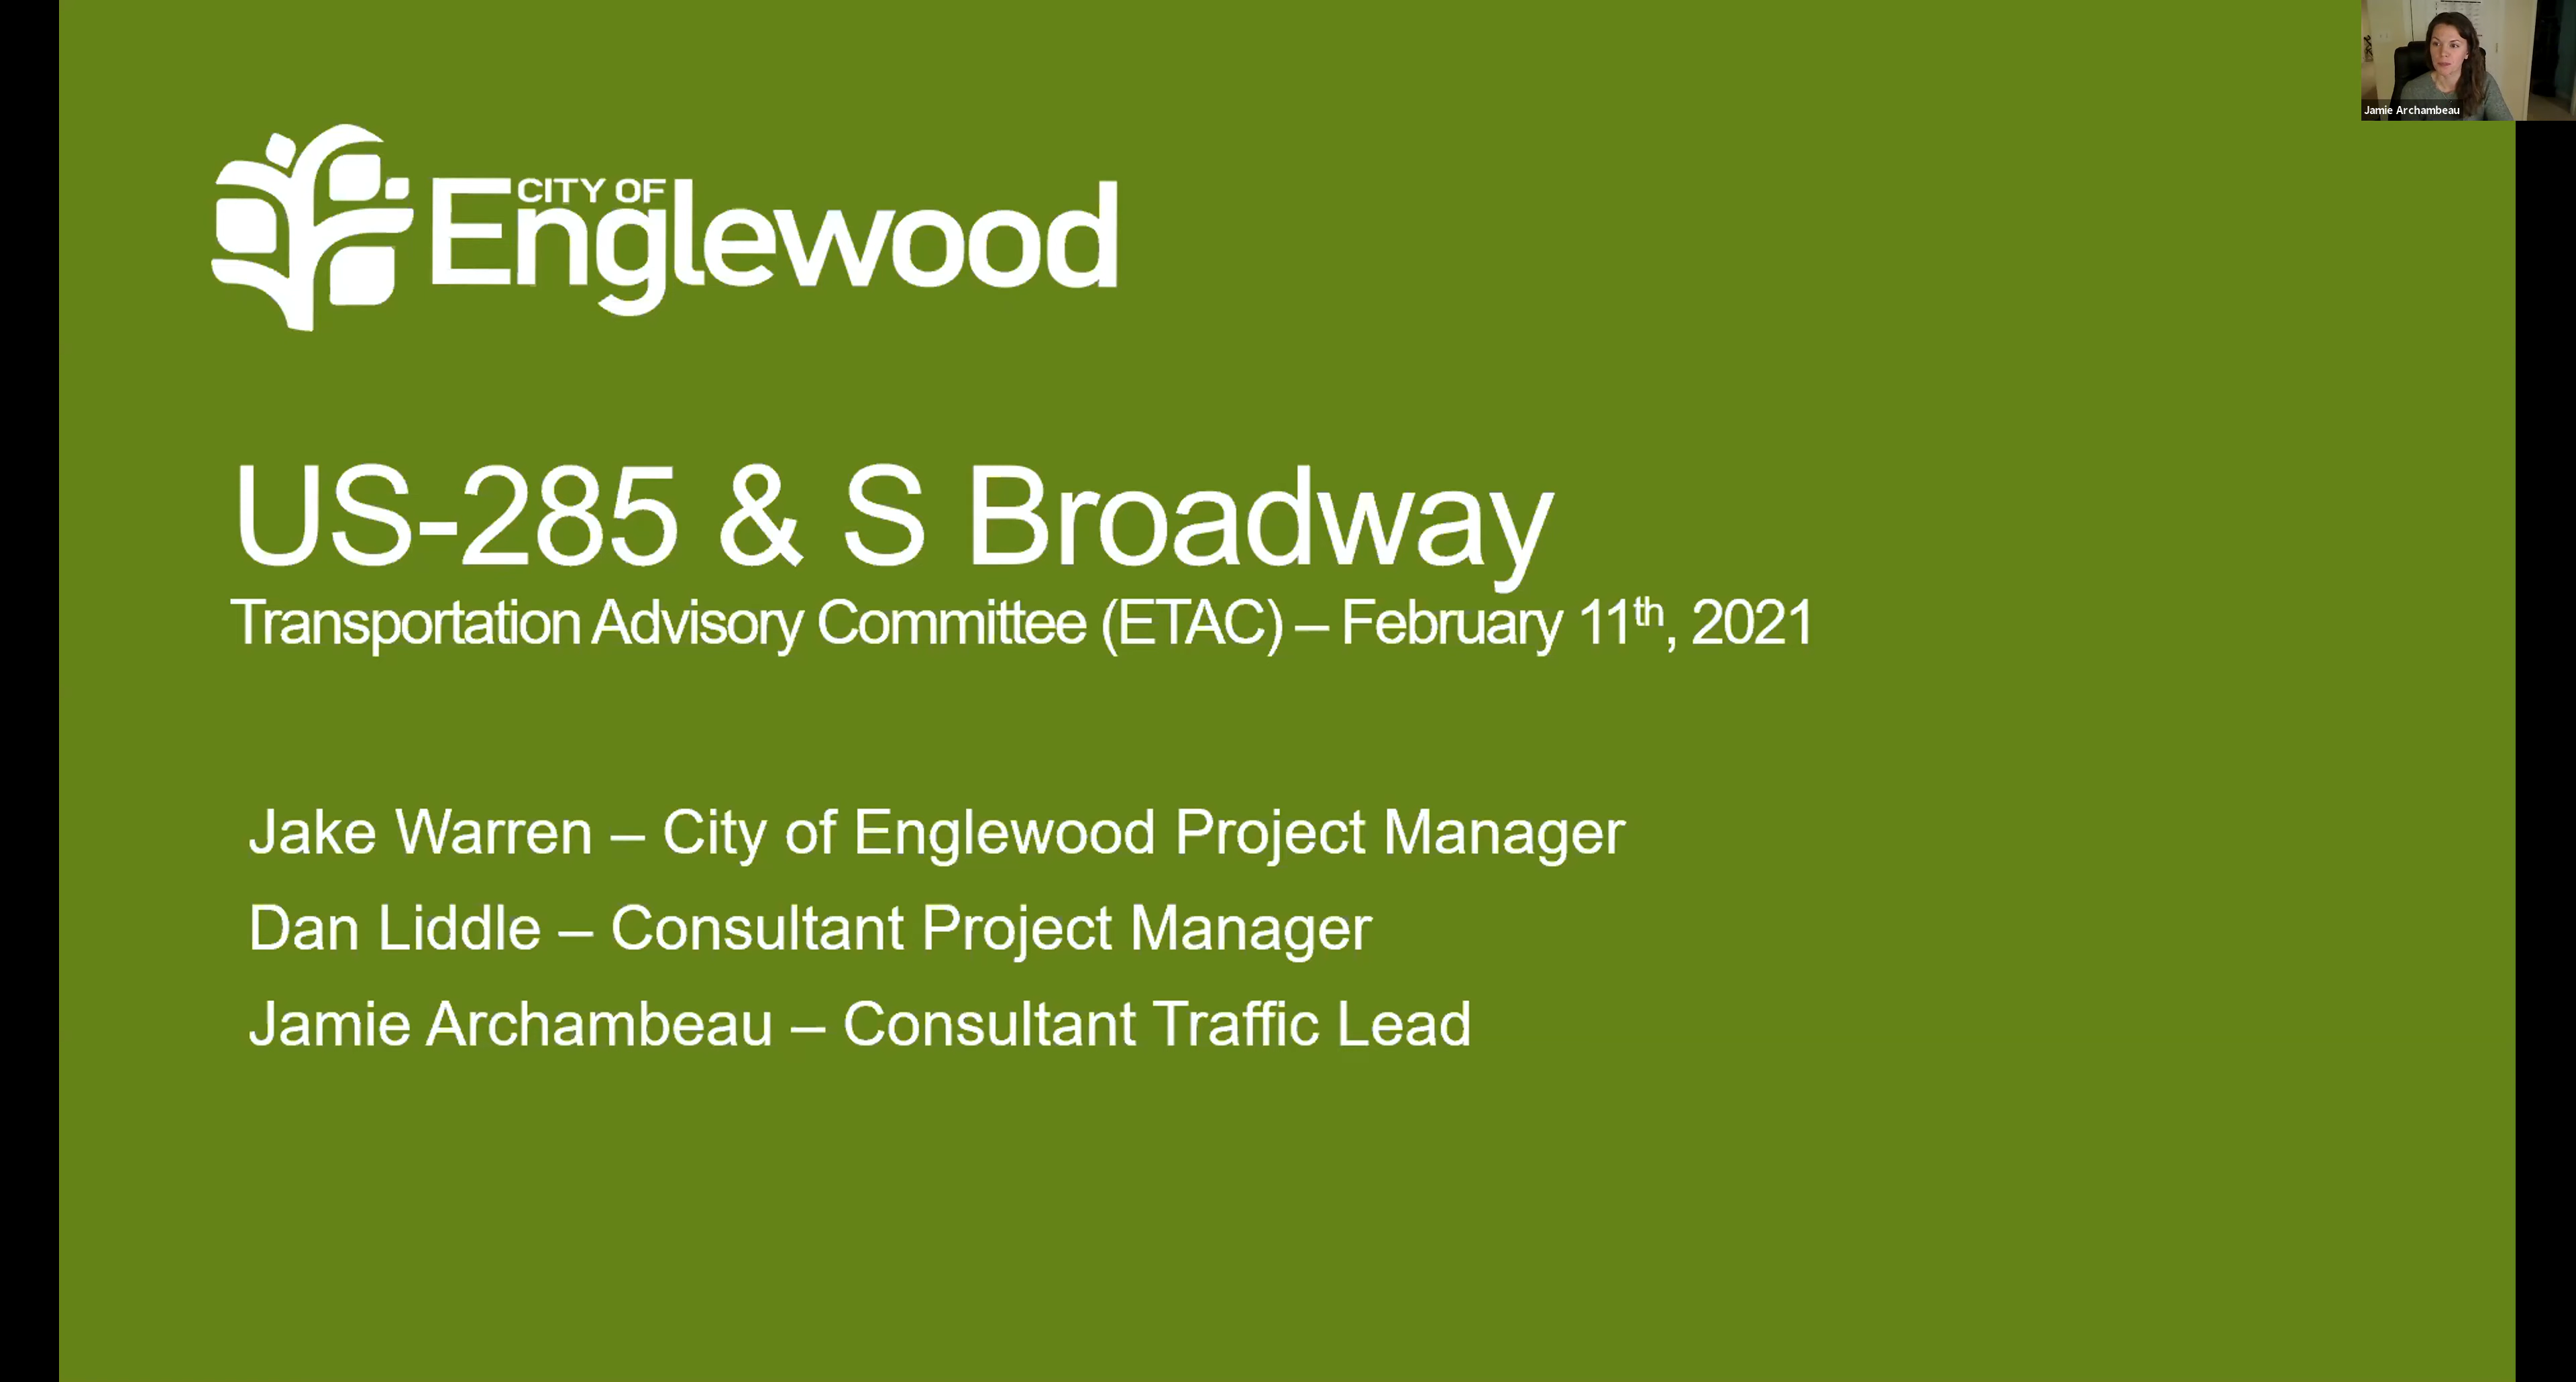 CITY OF
Englewood
Jamie Archambeau
US-285 & S Broadway
Transportation Advisory Committee (ETAC) – February 11th, 2021
Jake Warren – City of Englewood Project Manager
Dan Liddle – Consultant Project Manager
Jamie Archambeau – Consultant Traffic Lead